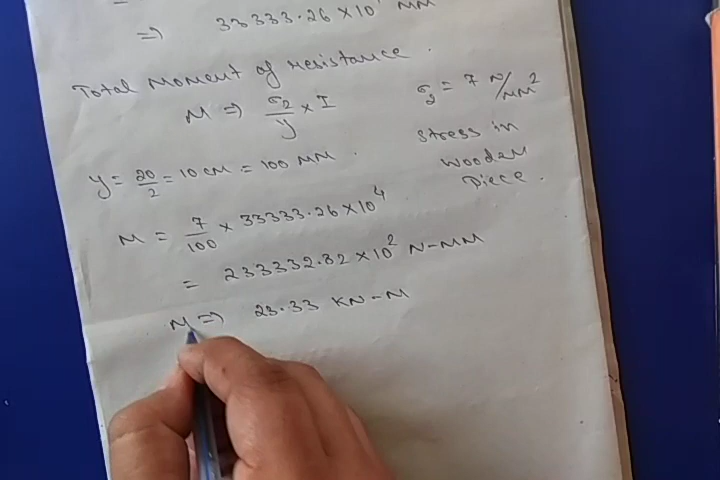 => 33333.26 × 10 MM
Total Moment of resistance.
M => σ2/y × I
σ2 = 7 N/MM²
Stress in
wooden
piece.
y = 20/2 = 10 cm = 100 MM.
M = 7/100 × 33333.26 × 10⁴
= 233332.82 × 10² N-MM
M => 23.33 KN-M